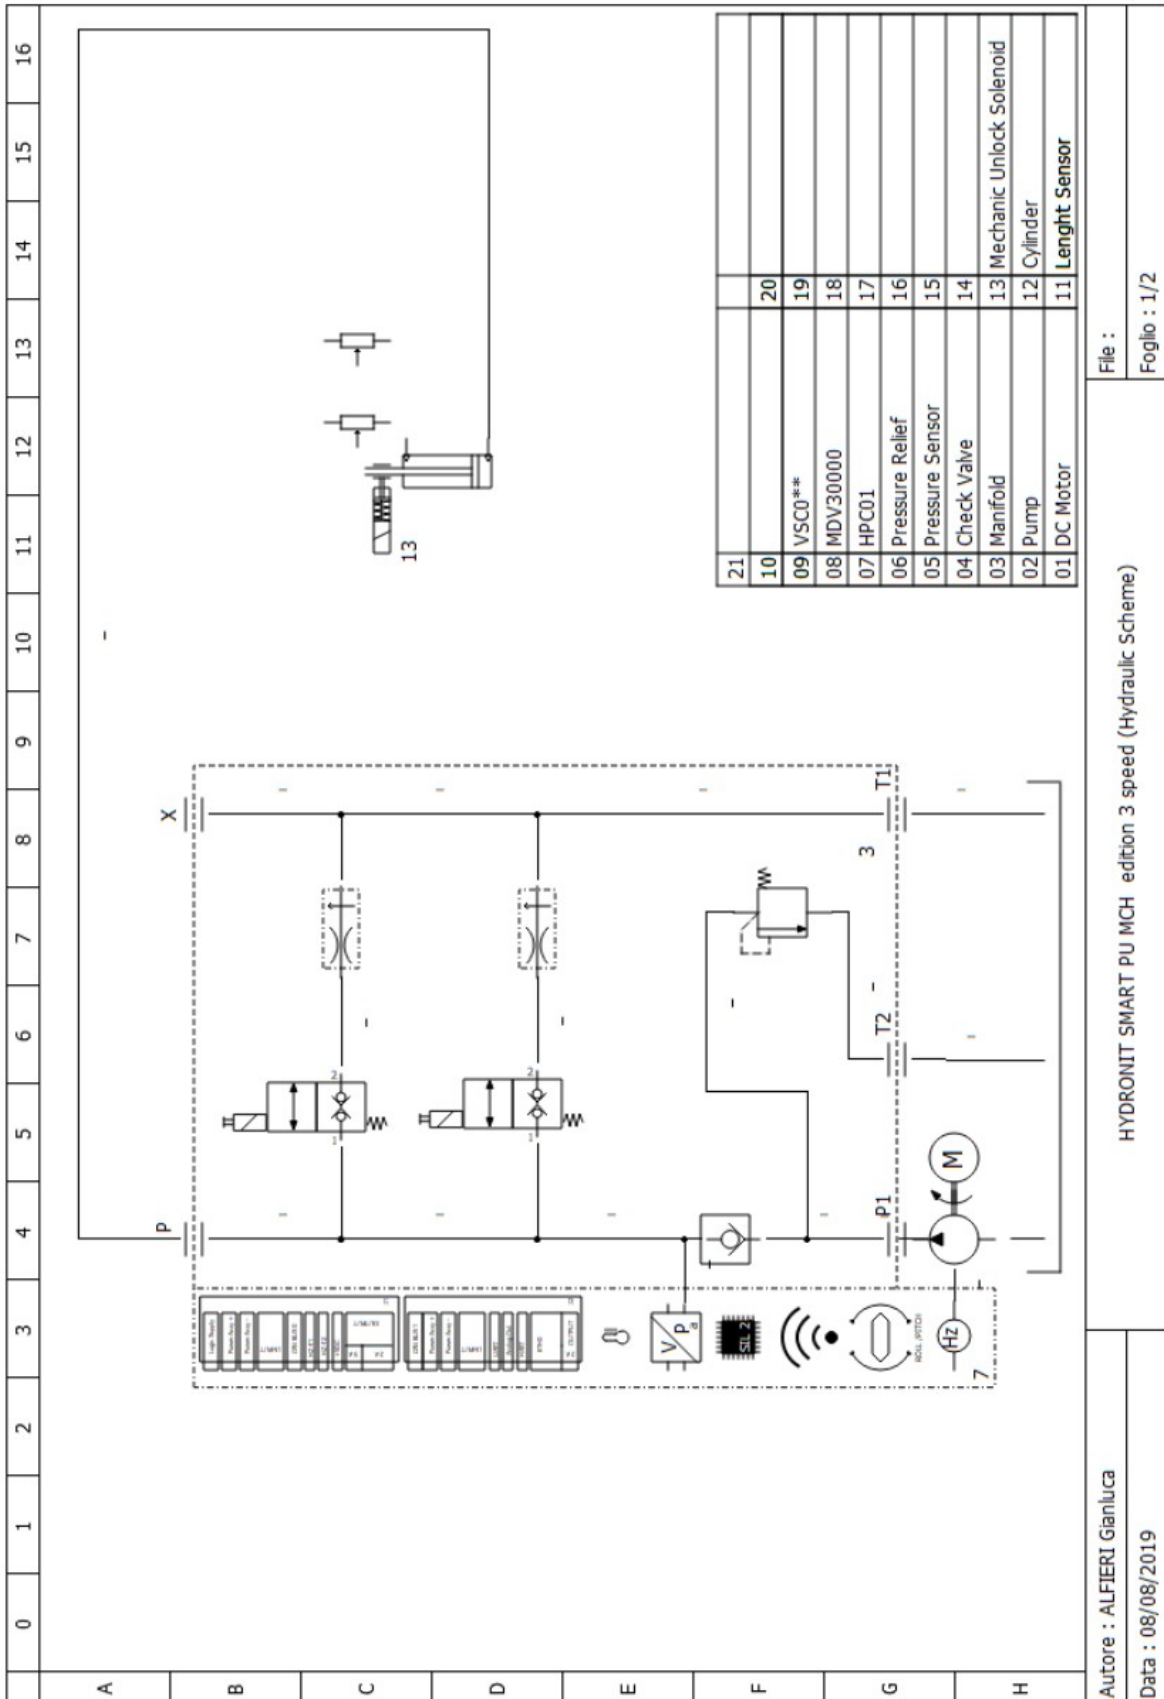 0 1 2 3 4 5 6 7 8 9 10 11 12 13 14 15 16
A
B
C
D
E
F
G
H
P
X
1
2
1
2
13
V
P
a
SIL 2
ROLL /PITCH
Hz
7
P1
T2
T1
3
M
21
10 20
09 VSC0** 19
08 MDV30000 18
07 HPC01 17
06 Pressure Relief 16
05 Pressure Sensor 15
04 Check Valve 14
03 Manifold 13 Mechanic Unlock Solenoid
02 Pump 12 Cylinder
01 DC Motor 11 Lenght Sensor
Autore : ALFIERI Gianluca
Data : 08/08/2019
HYDRONIT SMART PU MCH edition 3 speed (Hydraulic Scheme)
File :
Foglio : 1/2